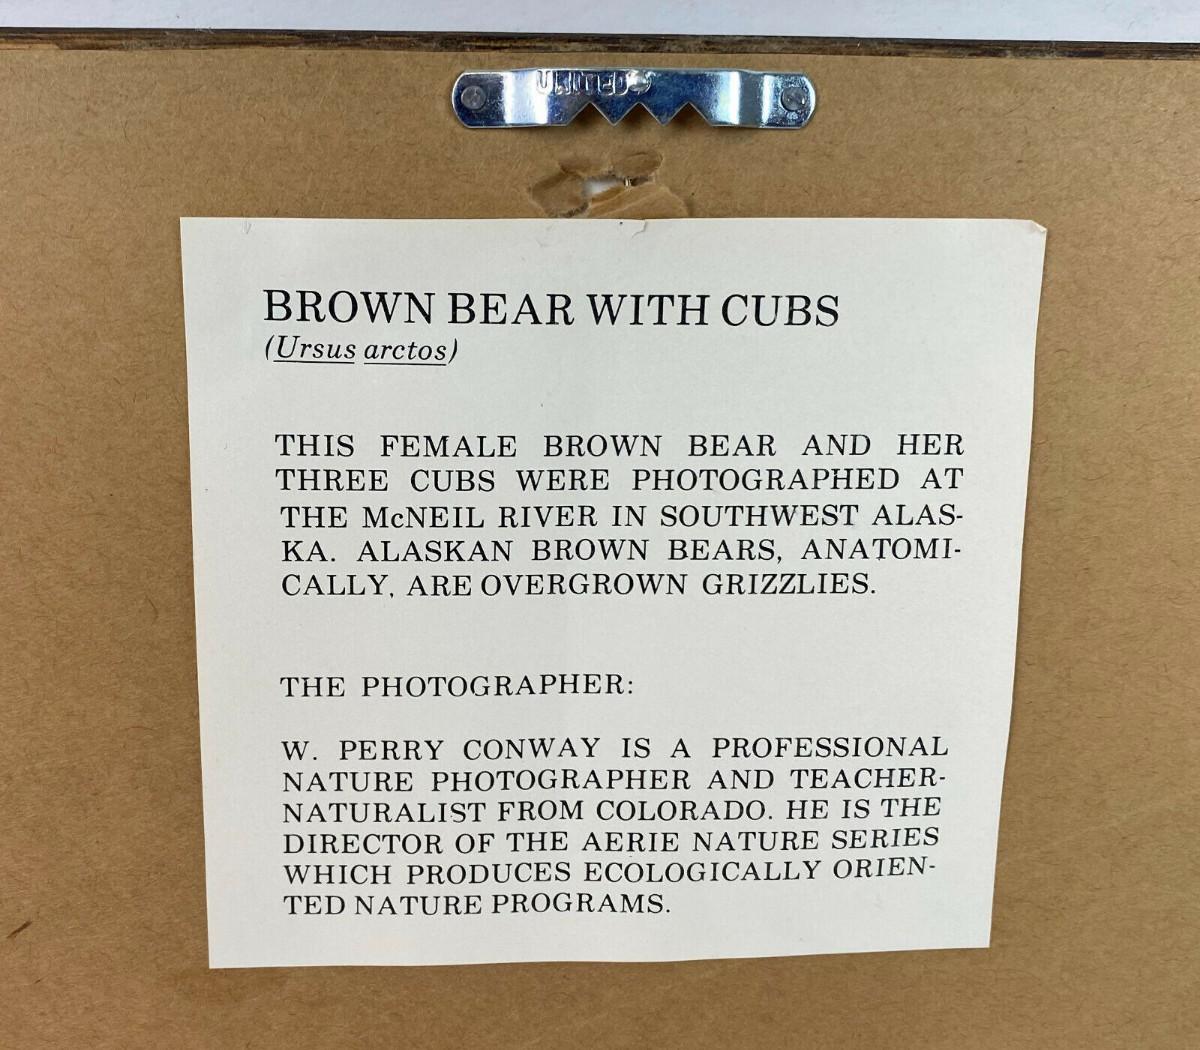 UNITED
BROWN BEAR WITH CUBS
(Ursus arctos)
THIS FEMALE BROWN BEAR AND HER
THREE CUBS WERE PHOTOGRAPHED AT
THE McNEIL RIVER IN SOUTHWEST ALAS-
KA. ALASKAN BROWN BEARS, ANATOMI-
CALLY, ARE OVERGROWN GRIZZLIES.
THE PHOTOGRAPHER:
W. PERRY CONWAY IS A PROFESSIONAL
NATURE PHOTOGRAPHER AND TEACHER-
NATURALIST FROM COLORADO. HE IS THE
DIRECTOR OF THE AERIE NATURE SERIES
WHICH PRODUCES ECOLOGICALLY ORIEN-
TED NATURE PROGRAMS.